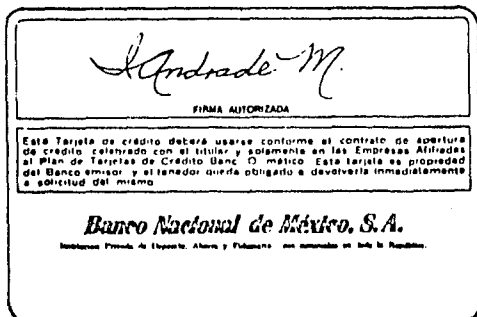 I Andrade M.
FIRMA AUTORIZADA
Esta Tarjeta de crédito deberá usarse conforme al contrato de apertura
de crédito celebrado con el titular y solamente en las Empresas Afiliadas
al Plan de Tarjetas de Crédito Banc O mático Esta tarjeta es propiedad
del Banco emisor y el tenedor queda obligado a devolverla inmediatamente
a solicitud del mismo
Banco Nacional de México, S.A.
Institución Privada de Depósito, Ahorro y Fiduciaria con sucursales en toda la República.